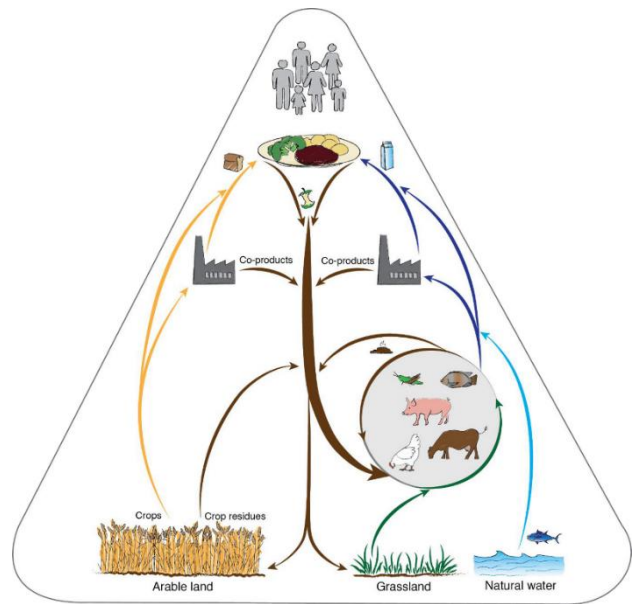 Co-products
Co-products
Crops
Crop residues
Arable land
Grassland
Natural water